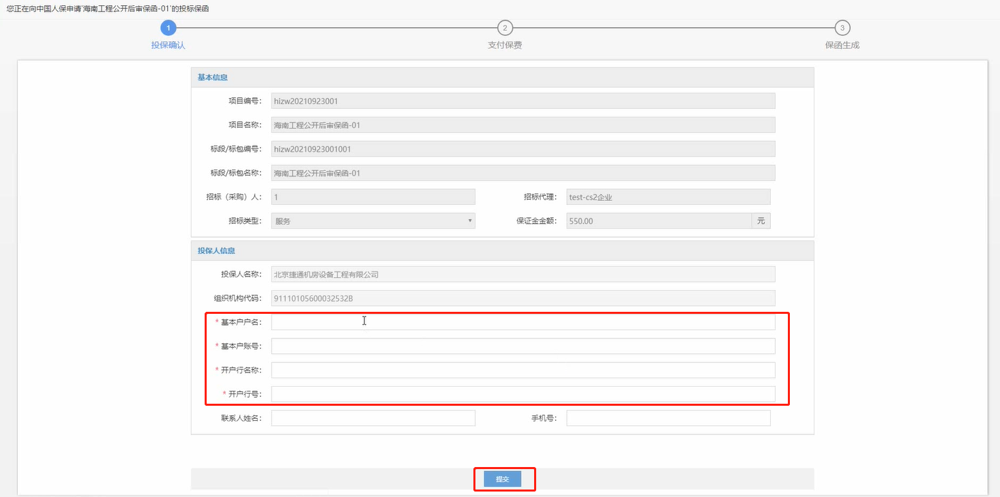 您正在向中国人保申请'海南工程公开后审保函-01'的投标保函
1 2 3
投保确认 支付保费 保函生成
基本信息
项目编号: hizw20210923001
项目名称: 海南工程公开后审保函-01
标段/标包编号: hizw20210923001001
标段/标包名称: 海南工程公开后审保函-01
招标（采购）人: 1 招标代理: test-cs2企业
招标类型: 服务 保证金金额: 550.00 元
投保人信息
投保人名称: 北京捷通机房设备工程有限公司
组织机构代码: 91110105600032532B
* 基本户户名:
* 基本户账号:
* 开户行名称:
* 开户行号:
联系人姓名: 手机号:
提交